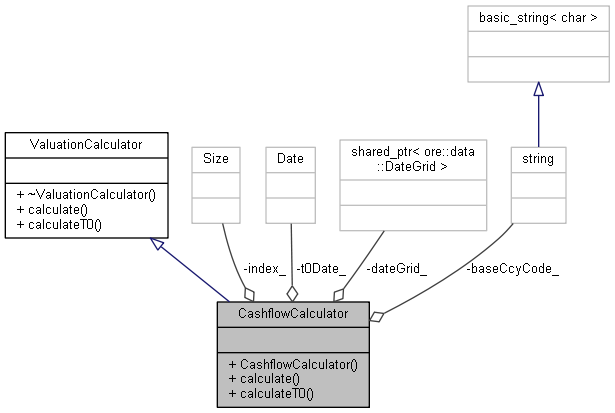 basic_string< char >
ValuationCalculator
+ ~ValuationCalculator()
+ calculate()
+ calculateT0()
Size
Date
shared_ptr< ore::data
::DateGrid >
string
-index_
-t0Date_
-dateGrid_
-baseCcyCode_
CashflowCalculator
+ CashflowCalculator()
+ calculate()
+ calculateT0()